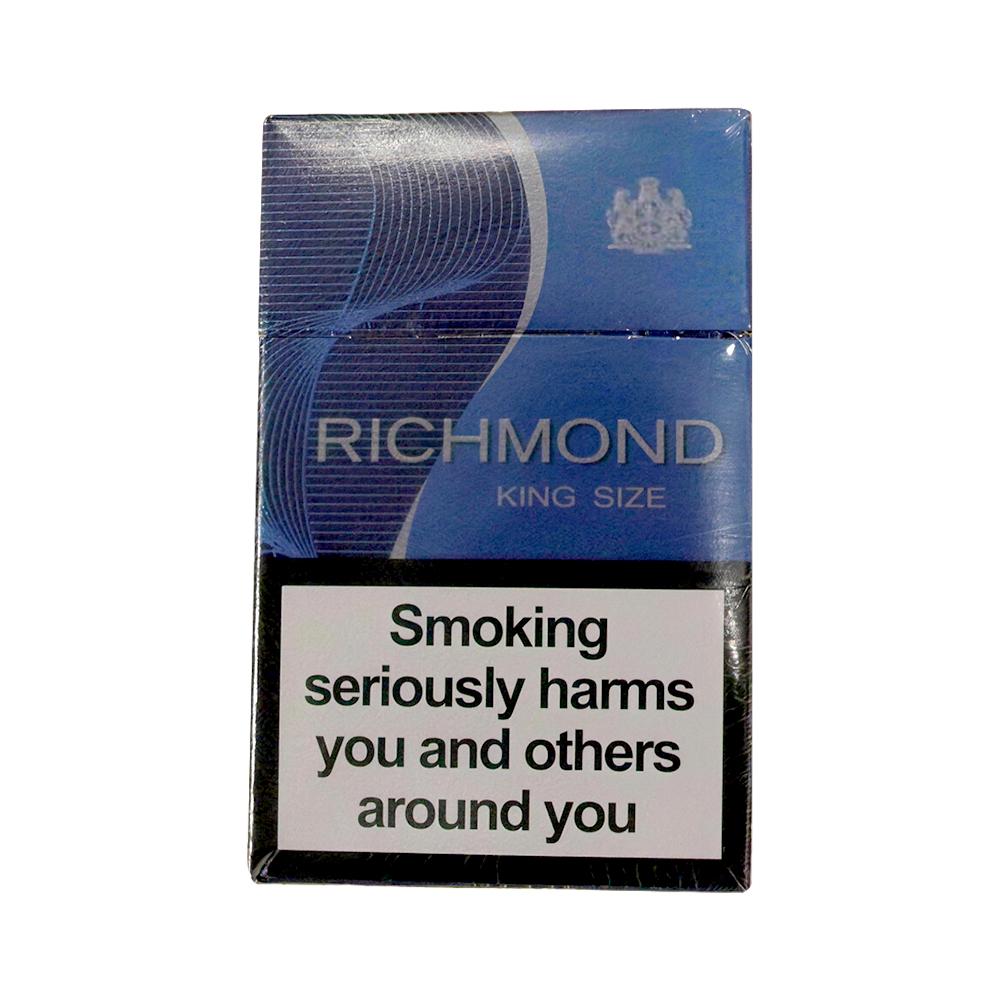 RICHMOND
KING SIZE
Smoking
seriously harms
you and others
around you